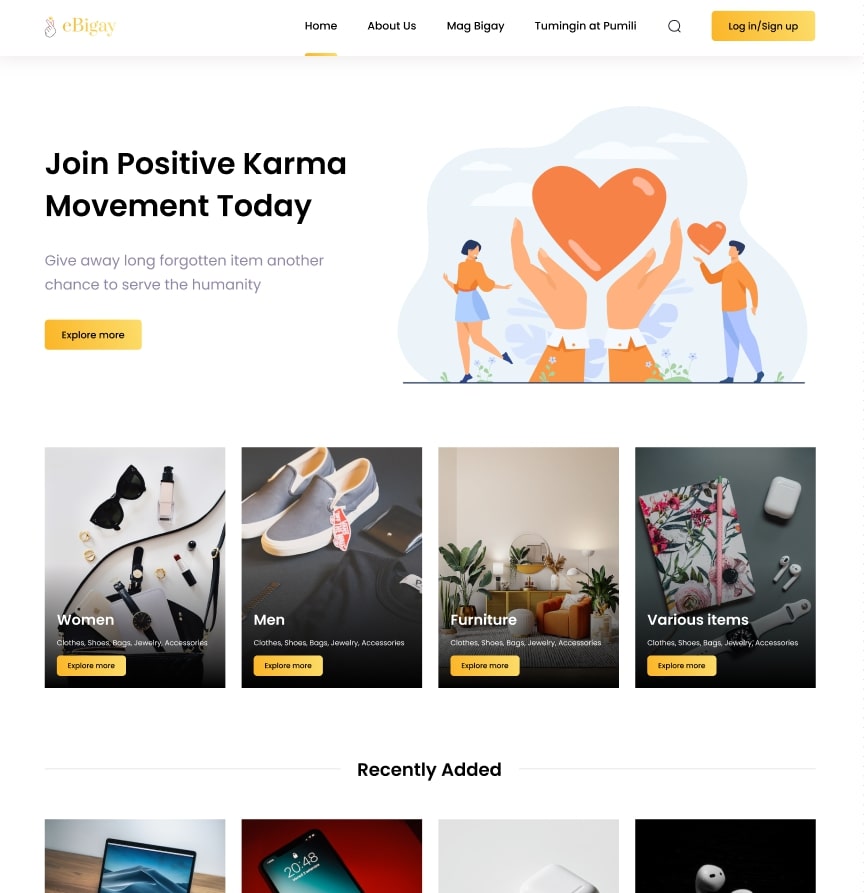 eBigay
Home
About Us
Mag Bigay
Tumingin at Pumili
Log in/Sign up
Join Positive Karma
Movement Today
Give away long forgotten item another
chance to serve the humanity
Explore more
Women
Clothes, Shoes, Bags, Jewelry, Accessories
Explore more
Men
Clothes, Shoes, Bags, Jewelry, Accessories
Explore more
Furniture
Clothes, Shoes, Bags, Jewelry, Accessories
Explore more
Various items
Clothes, Shoes, Bags, Jewelry, Accessories
Explore more
Recently Added
20:48